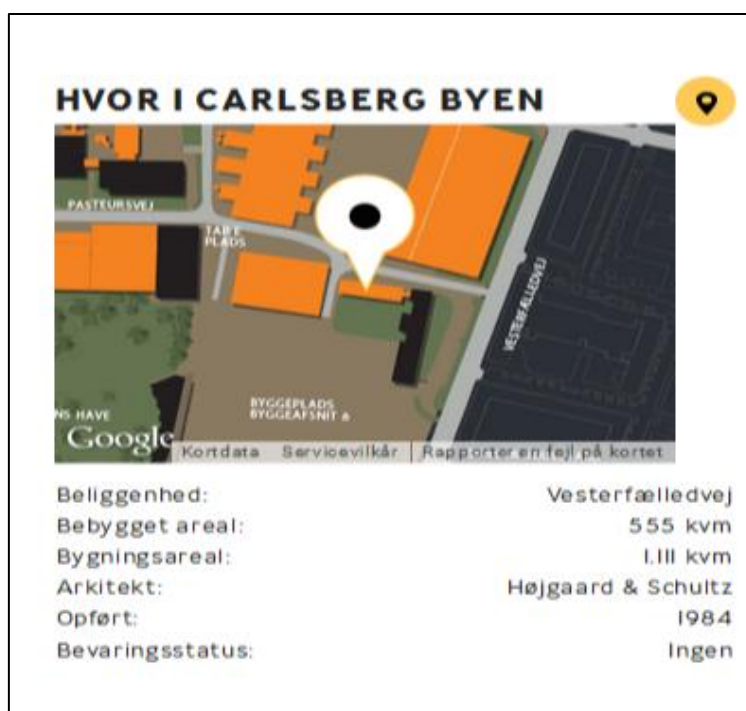 HVOR I CARLSBERG BYEN
PASTEURSVEJ
PLADS
VESTERFÆLLEDVEJ
BYGGEPLADS
BYGGEAFSNIT 6
NS HAVE
Google
Kortdata Servicevilkår Rapporter en fejl på kortet
Beliggenhed: Vesterfælledvej
Bebygget areal: 555 kvm
Bygningsareal: 1.111 kvm
Arkitekt: Højgaard & Schultz
Opført: 1984
Bevaringsstatus: Ingen